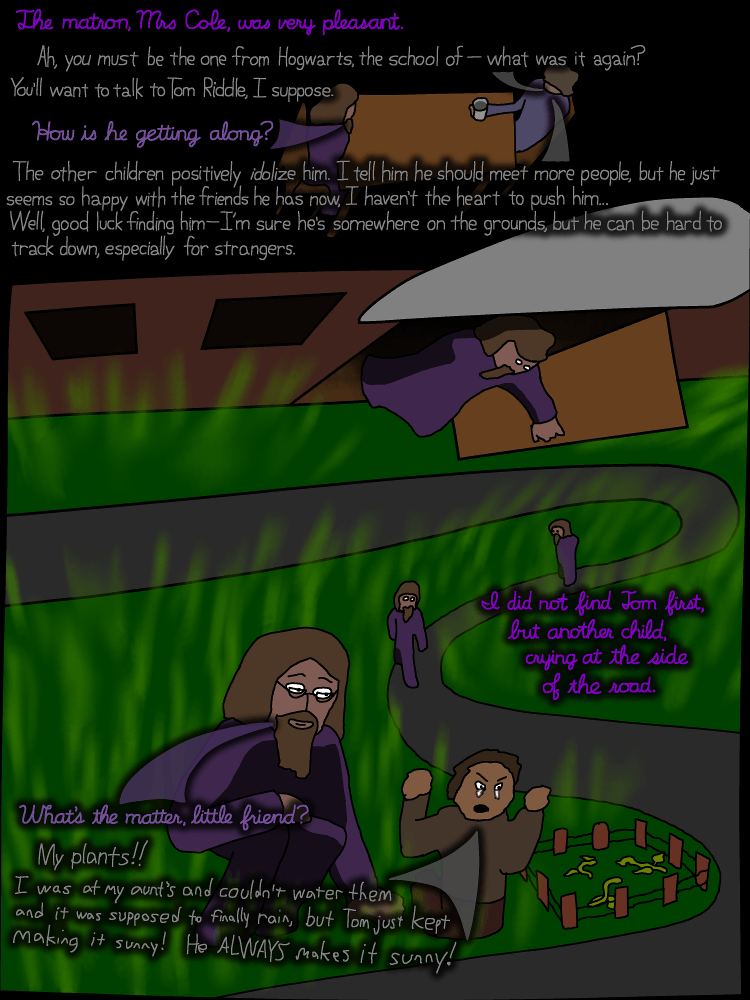 The matron, Mrs Cole, was very pleasant.
Ah, you must be the one from Hogwarts, the school of — what was it again?
You'll want to talk to Tom Riddle, I suppose.
How is he getting along?
The other children positively idolize him. I tell him he should meet more people, but he just
seems so happy with the friends he has now, I haven't the heart to push him...
Well, good luck finding him—I'm sure he's somewhere on the grounds, but he can be hard to
track down, especially for strangers.
I did not find Tom first,
but another child,
crying at the side
of the road.
What's the matter, little friend?
My plants!!
I was at my aunt's and couldn't water them
and it was supposed to finally rain, but Tom just kept
making it sunny! He ALWAYS makes it sunny!